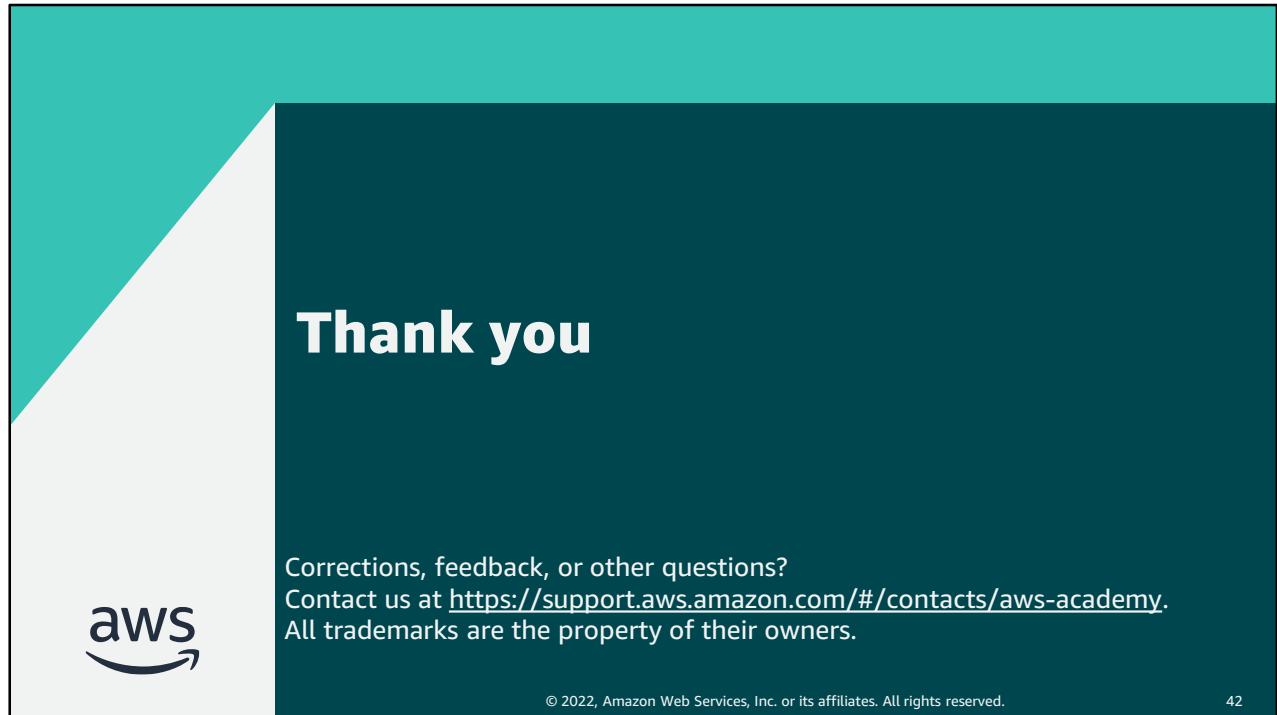 Thank you
Corrections, feedback, or other questions?
Contact us at https://support.aws.amazon.com/#/contacts/aws-academy.
All trademarks are the property of their owners.
aws
© 2022, Amazon Web Services, Inc. or its affiliates. All rights reserved.
42